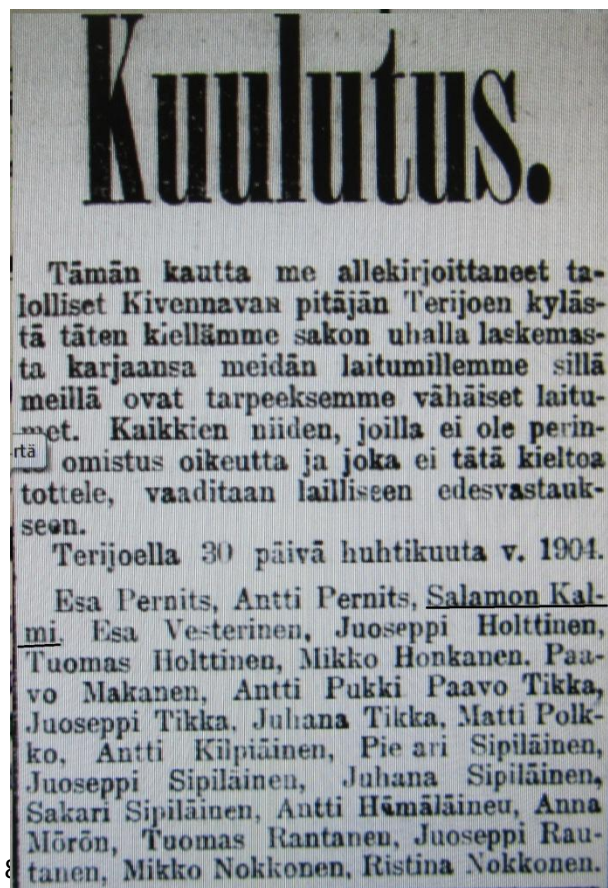 Kuulutus.
Tämän kautta me allekirjoittaneet ta-
lolliset Kivennavan pitäjän Terijoen kyläs-
tä täten kiellämme sakon uhalla laskemas-
ta karjaansa meidän laitumillemme sillä
meillä ovat tarpeeksemme vähäiset laitu-
met. Kaikkien niiden, joilla ei ole perin-
rtä omistus oikeutta ja joka ei tätä kieltoa
tottele, vaaditaan lailliseen edesvastauk-
seen.
Terijoella 30 päivä huhtikuuta v. 1904.
Esa Pernits, Antti Pernits, Salamon Kal-
mi, Esa Vesterinen, Juoseppi Holttinen,
Tuomas Holttinen, Mikko Honkanen. Paa-
vo Makanen, Antti Pukki Paavo Tikka,
Juoseppi Tikka, Juhana Tikka, Matti Polk-
ko, Antti Kilpiäinen, Pie ari Sipiläinen,
Juoseppi Sipiläinen, Juhana Sipiläinen,
Sakari Sipiläinen, Antti Hämäläineu, Anna
Mörön, Tuomas Rantanen, Juoseppi Rau-
tanen, Mikko Nokkonen, Ristina Nokkonen.